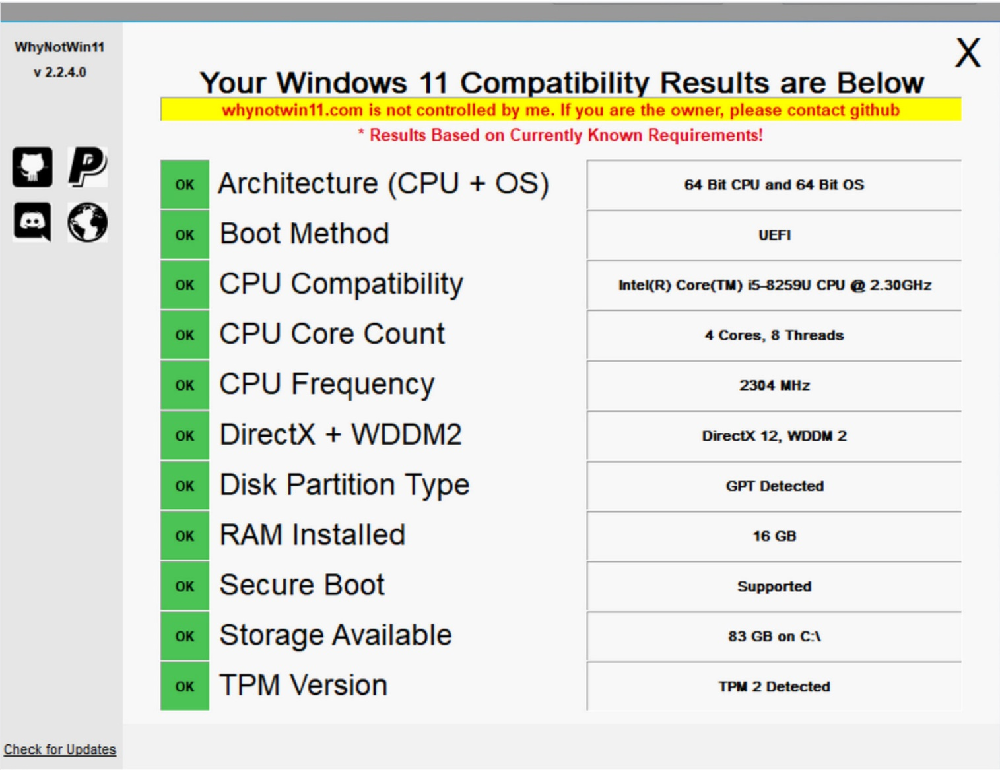 WhyNotWin11
v 2.2.4.0
X
Your Windows 11 Compatibility Results are Below
whynotwin11.com is not controlled by me. If you are the owner, please contact github
* Results Based on Currently Known Requirements!
OK Architecture (CPU + OS) 64 Bit CPU and 64 Bit OS
OK Boot Method UEFI
OK CPU Compatibility Intel(R) Core(TM) i5-8259U CPU @ 2.30GHz
OK CPU Core Count 4 Cores, 8 Threads
OK CPU Frequency 2304 MHz
OK DirectX + WDDM2 DirectX 12, WDDM 2
OK Disk Partition Type GPT Detected
OK RAM Installed 16 GB
OK Secure Boot Supported
OK Storage Available 83 GB on C:\
OK TPM Version TPM 2 Detected
Check for Updates